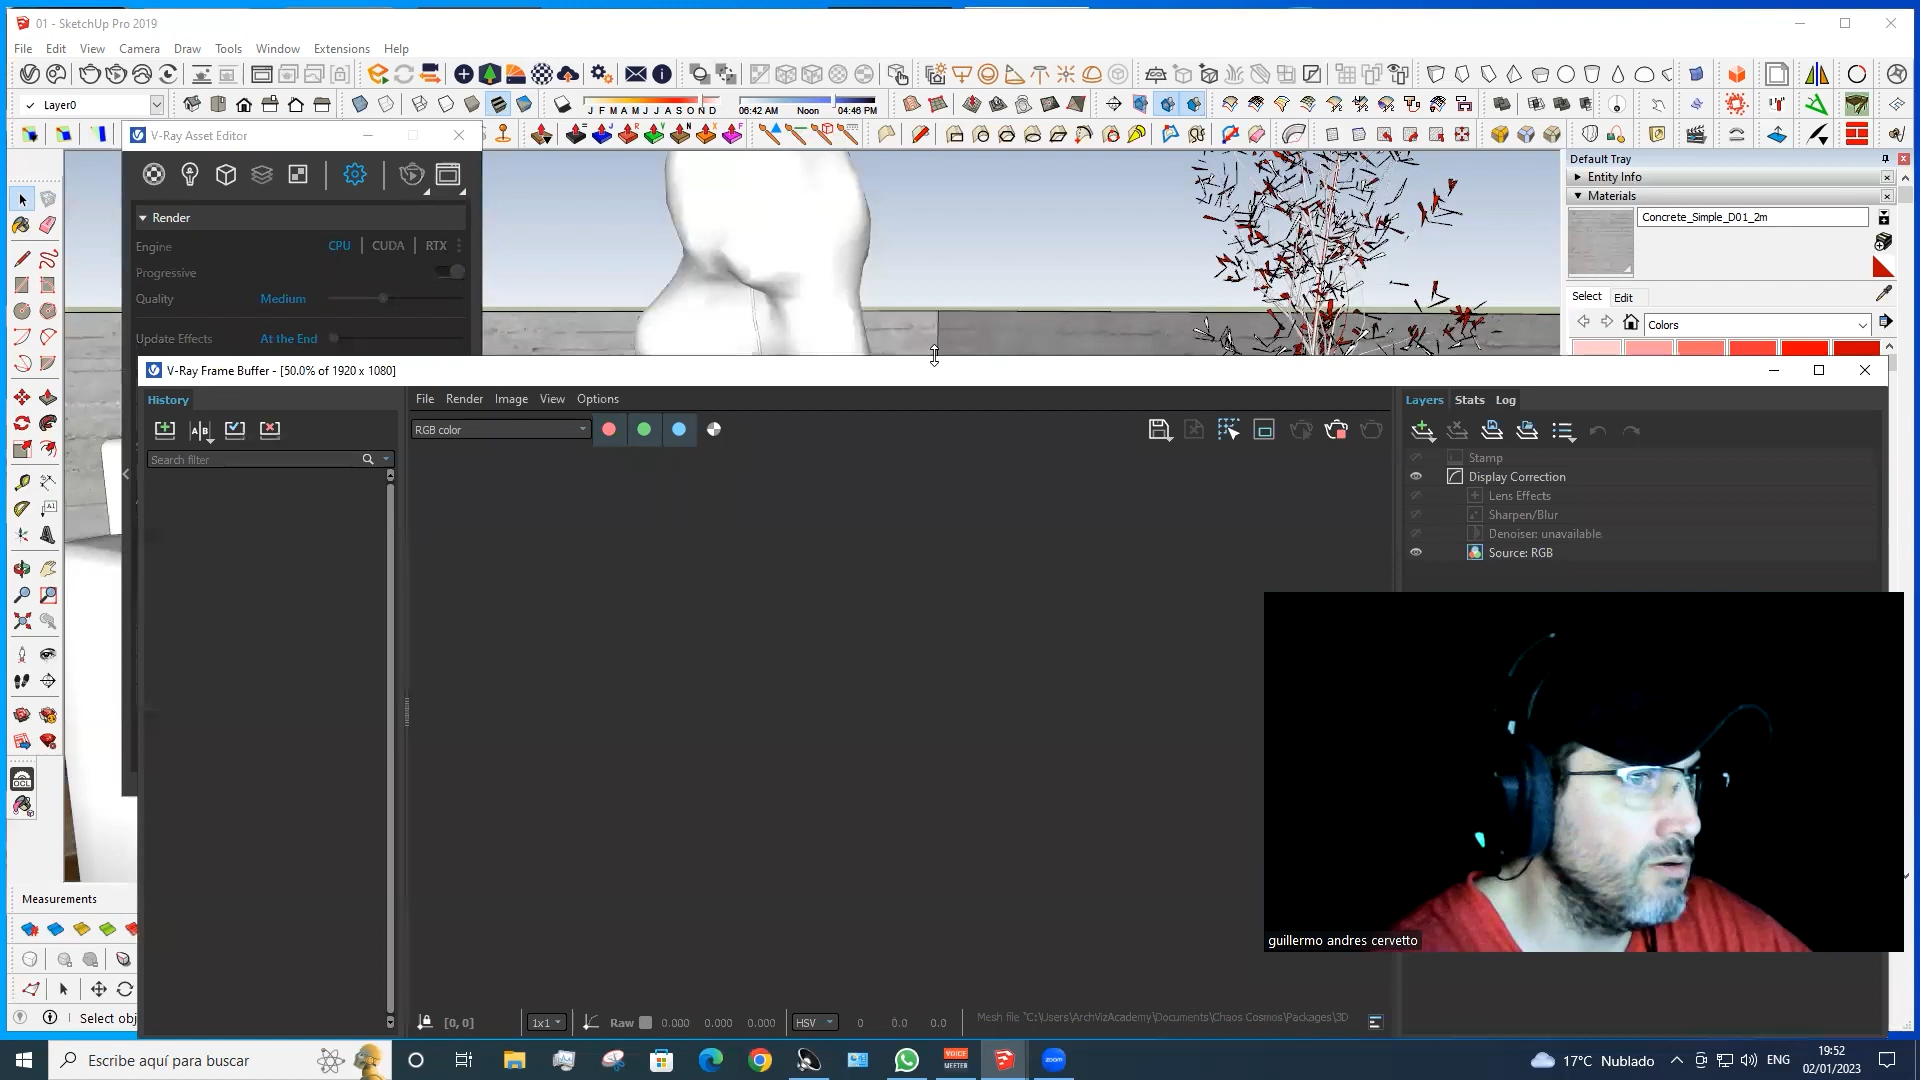 01 - SketchUp Pro 2019
File Edit View Camera Draw Tools Window Extensions Help
Layer0
J F M A M J J A S O N D
06:42 AM Noon 04:46 PM
V-Ray Asset Editor
Render
Engine CPU | CUDA | RTX
Progressive
Quality Medium
Update Effects At the End
Default Tray
Entity Info
Materials
Concrete_Simple_D01_2m
Select Edit
Colors
V-Ray Frame Buffer - [50.0% of 1920 x 1080]
History
File Render Image View Options
RGB color
Search filter
Layers Stats Log
Stamp
Display Correction
Lens Effects
Sharpen/Blur
Denoiser: unavailable
Source: RGB
guillermo andres cervetto
[0, 0]
1x1
Raw 0.000 0.000 0.000
HSV 0 0.0 0.0
Mesh file "C:\Users\ArchVizAcademy\Documents\Chaos Cosmos\Packages\3D
Measurements
Select obj
Escribe aquí para buscar
VOICE MEETER
zoom
17°C Nublado
ENG
19:52
02/01/2023